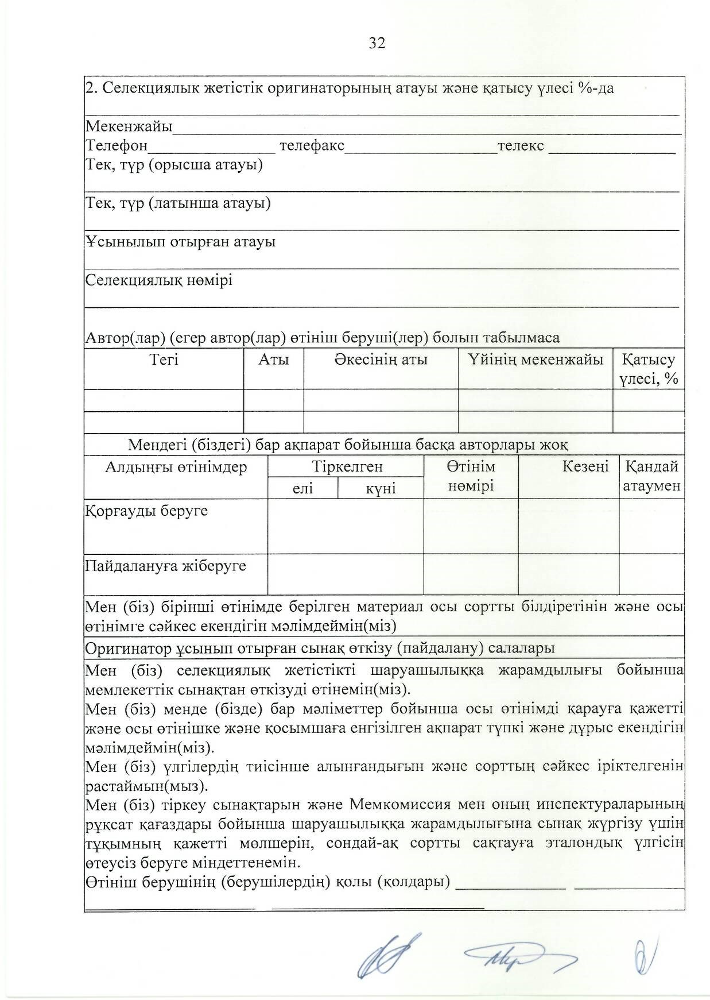 32
2. Селекциялык жетістік оригинаторының атауы және қатысу үлесі %-да
Мекенжайы
Телефон________________ телефакс___________________телекс ________________
Тек, түр (орысша атауы)
Тек, түр (латынша атауы)
Ұсынылып отырған атауы
Селекциялық нөмірі
Автор(лар) (егер автор(лар) өтініш беруші(лер) болып табылмаса
Тегі Аты Әкесінің аты Үйінің мекенжайы Қатысу
үлесі, %
Мендегі (біздегі) бар ақпарат бойынша басқа авторлары жоқ
Алдыңғы өтінімдер Тіркелген Өтінім Кезеңі Қандай
елі күні нөмірі атаумен
Қорғауды беруге
Пайдалануға жіберуге
Мен (біз) бірінші өтінімде берілген материал осы сортты білдіретінін және осы
өтінімге сәйкес екендігін мәлімдеймін(міз)
Оригинатор ұсынып отырған сынақ өткізу (пайдалану) салалары
Мен (біз) селекциялық жетістікті шаруашылыққа жарамдылығы бойынша
мемлекеттік сынақтан өткізуді өтінемін(міз).
Мен (біз) менде (бізде) бар мәліметтер бойынша осы өтінімді қарауға қажетті
және осы өтінішке және қосымшаға енгізілген ақпарат түпкі және дұрыс екендігін
мәлімдеймін(міз).
Мен (біз) үлгілердің тиісінше алынғандығын және сорттың сәйкес іріктелгенін
растаймын(мыз).
Мен (біз) тіркеу сынақтарын және Мемкомиссия мен оның инспектураларының
рұқсат қағаздары бойынша шаруашылыққа жарамдылығына сынақ жүргізу үшін
тұқымның қажетті мөлшерін, сондай-ақ сортты сақтауға эталондық үлгісін
өтеусіз беруге міндеттенемін.
Өтініш берушінің (берушілердің) қолы (қолдары) ______________ ______________